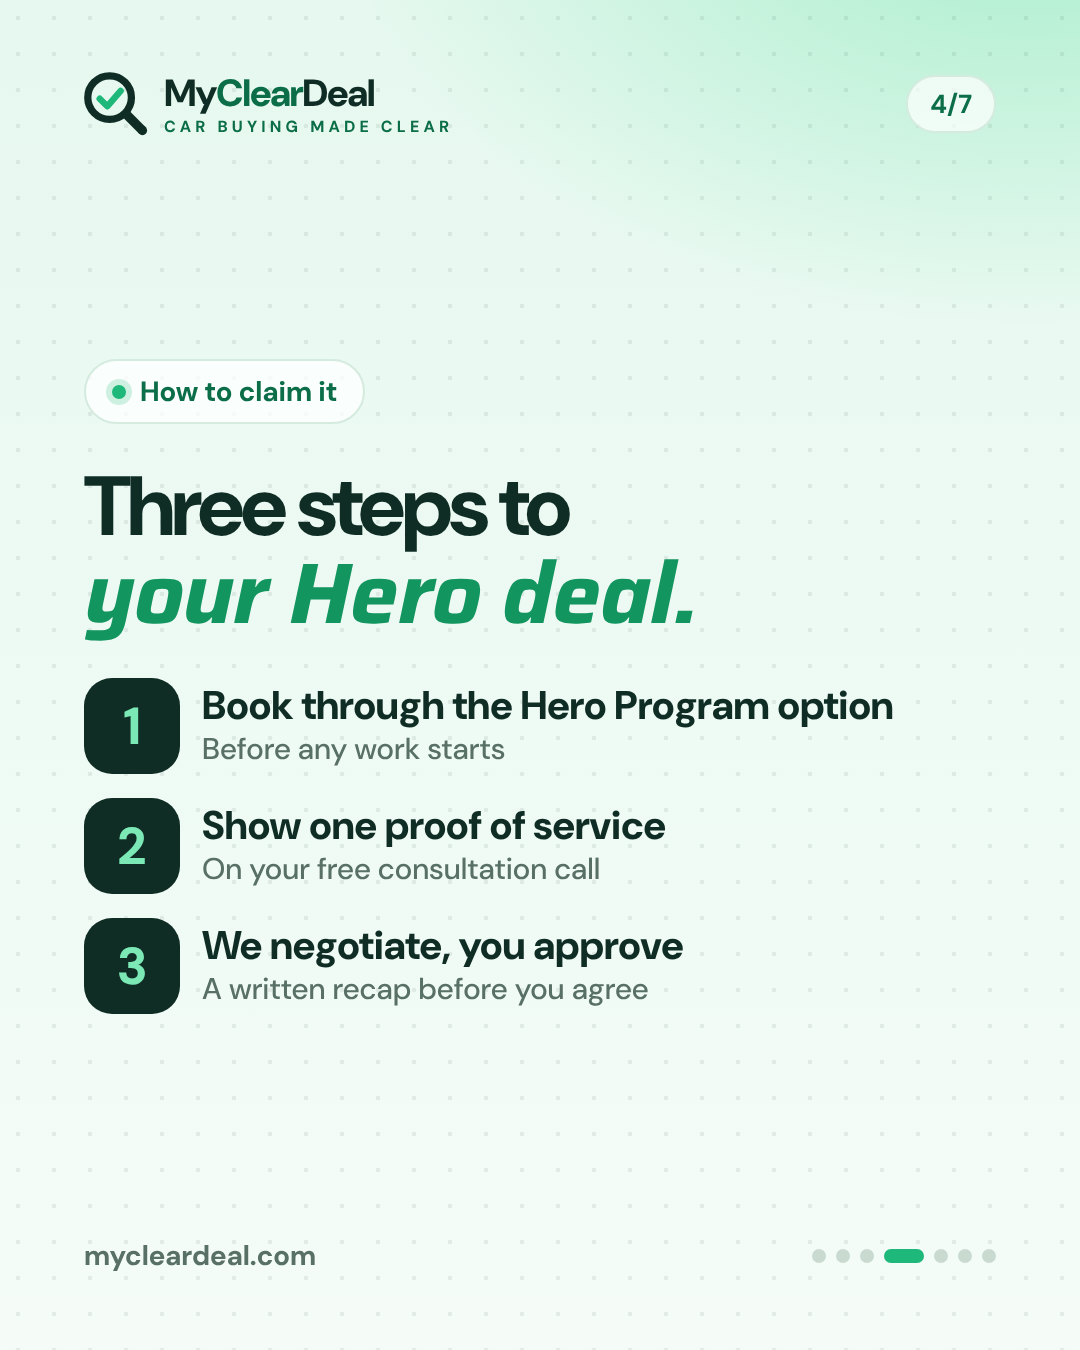 MyClearDeal
CAR BUYING MADE CLEAR
4/7
How to claim it
Three steps to
your Hero deal.
1
Book through the Hero Program option
Before any work starts
2
Show one proof of service
On your free consultation call
3
We negotiate, you approve
A written recap before you agree
mycleardeal.com